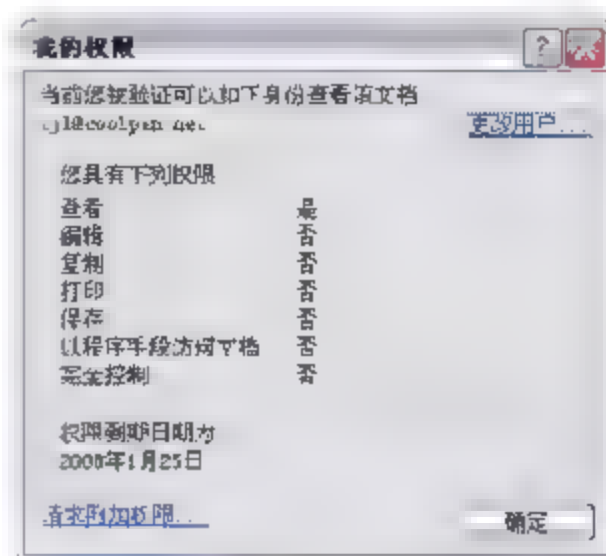 我的权限
当前您被验证可以如下身份查看该文档
更改用户...
您具有下列权限
查看 是
编辑 否
复制 否
打印 否
保存 否
以程序手段访问文档 否
完全控制 否
权限到期日期为
年1月25日
请求附加权限...
确定